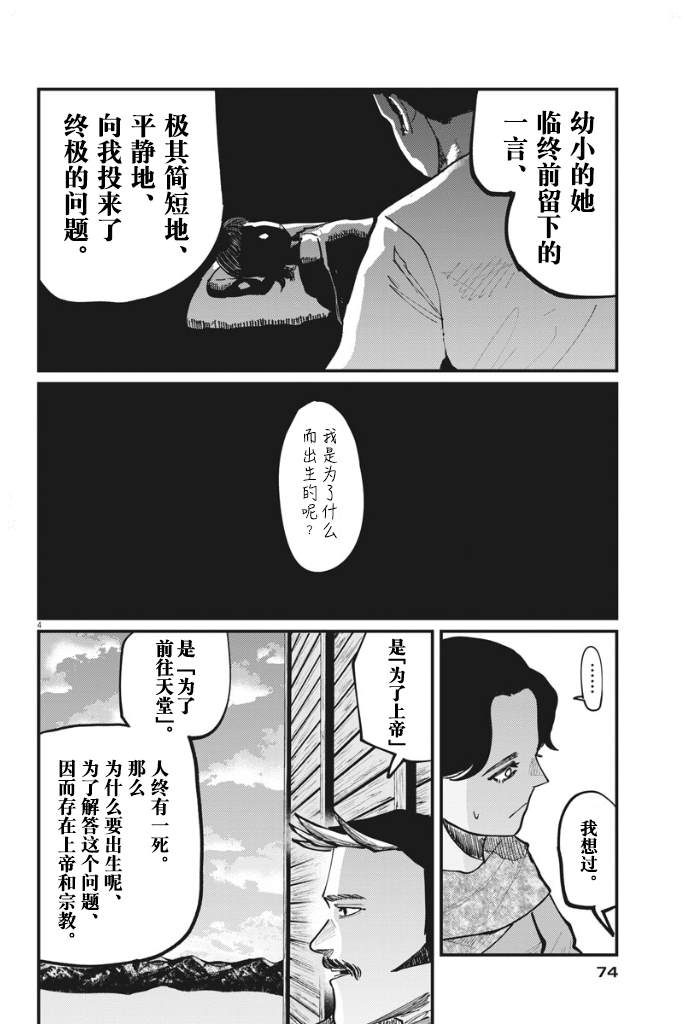 幼小的她
临终前留下的
一言、
极其简短地、
平静地、
向我投来了
终极的问题。
我是为了什么
而出生的呢？
4
……
我想过。
是「为了上帝」
是「为了
前往天堂」。
人终有一死。
那么
为什么要出生呢、
为了解答这个问题、
因而存在上帝和宗教。
74